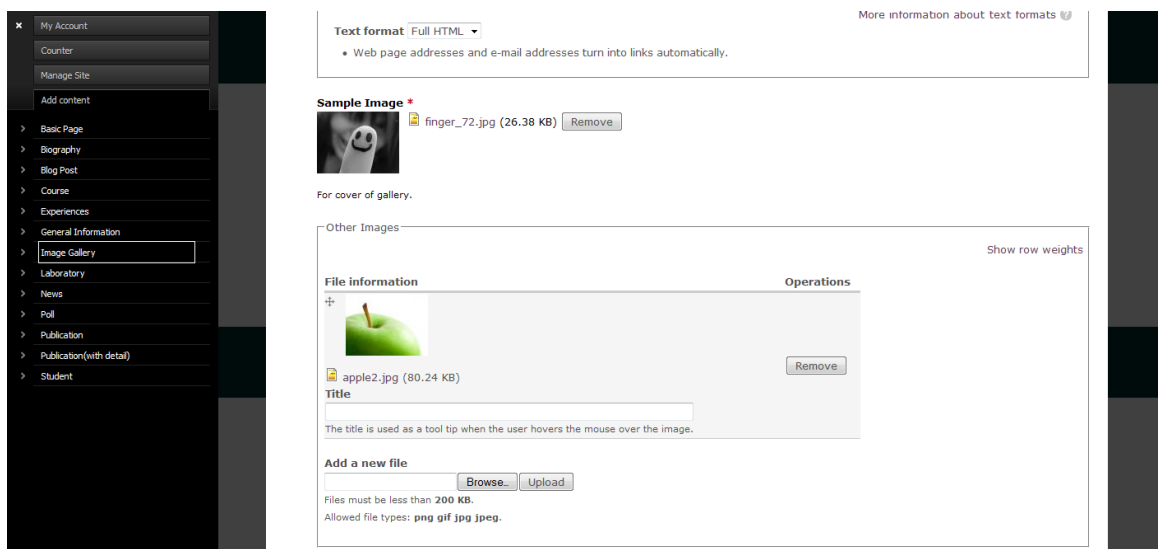 My Account
Counter
Manage Site
Add content
Basic Page
Biography
Blog Post
Course
Experiences
General Information
Image Gallery
Laboratory
News
Poll
Publication
Publication(with detail)
Student
More information about text formats
Text format Full HTML
• Web page addresses and e-mail addresses turn into links automatically.
Sample Image *
finger_72.jpg (26.38 KB) Remove
For cover of gallery.
Other Images
Show row weights
File information Operations
apple2.jpg (80.24 KB)
Remove
Title
The title is used as a tool tip when the user hovers the mouse over the image.
Add a new file
Browse... Upload
Files must be less than 200 KB.
Allowed file types: png gif jpg jpeg.